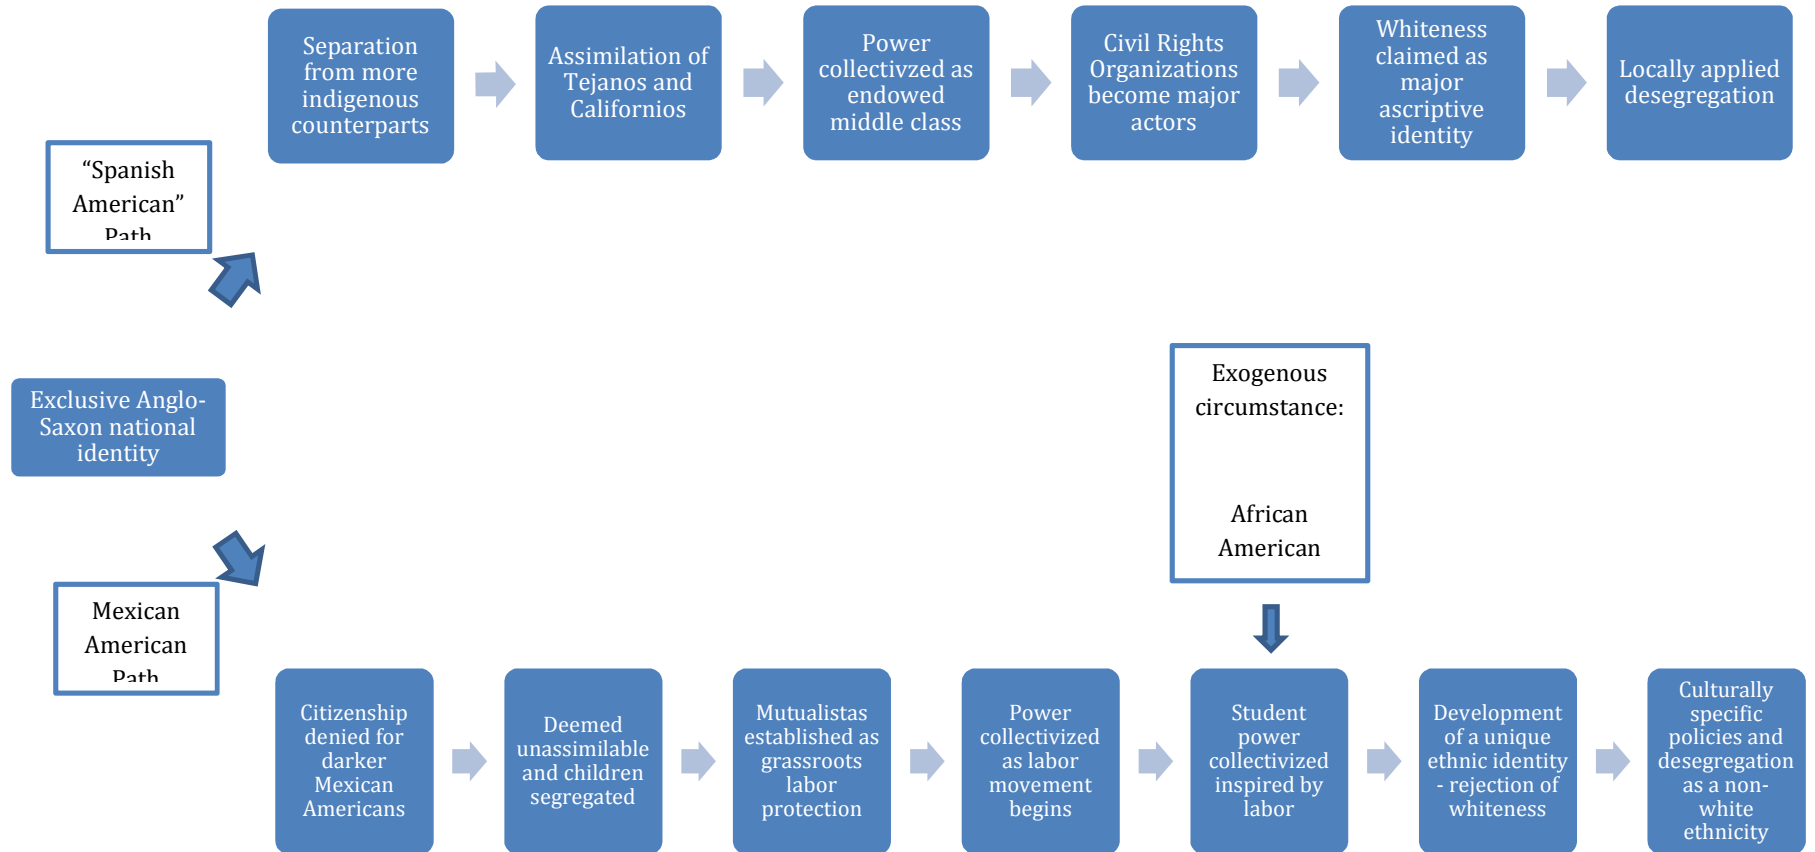 Separation
from more
indigenous
counterparts
Assimilation of
Tejanos and
Californios
Power
collectivzed as
endowed
middle class
Civil Rights
Organizations
become major
actors
Whiteness
claimed as
major
ascriptive
identity
Locally applied
desegregation
“Spanish
American”
Path
Exclusive Anglo-
Saxon national
identity
Exogenous
circumstance:
African
American
Mexican
American
Path
Citizenship
denied for
darker
Mexican
Americans
Deemed
unassimilable
and children
segregated
Mutualistas
established as
grassroots
labor
protection
Power
collectivized
as labor
movement
begins
Student
power
collectivized
inspired by
labor
Development
of a unique
ethnic identity
- rejection of
whiteness
Culturally
specific
policies and
desegregation
as a non-
white
ethnicity